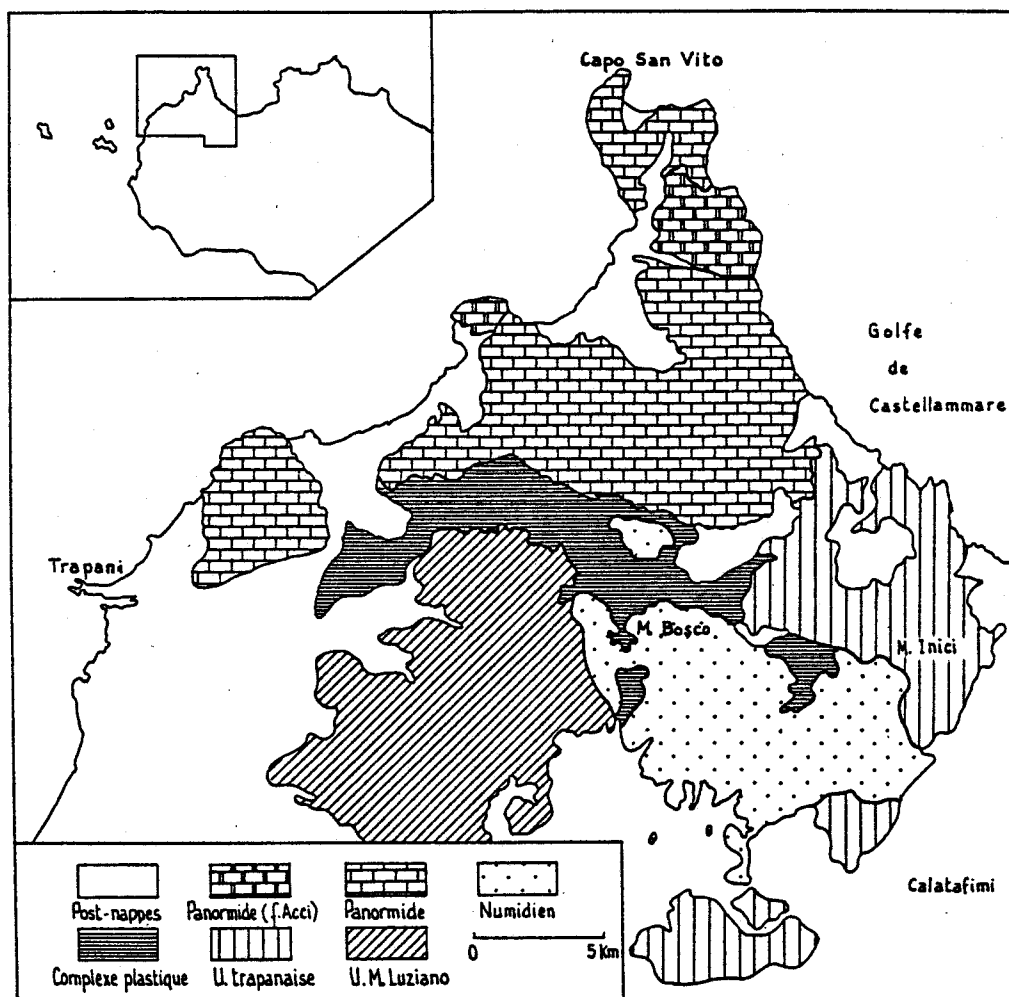 Capo San Vito
Golfe
de
Castellammare
Trapani
M. Bosco
M. Inici
Calatafimi
Post-nappes
Panormide (f. Acci)
Panormide
Numidien
Complexe plastique
U. trapanaise
U. M. Luziano
0
5 Km